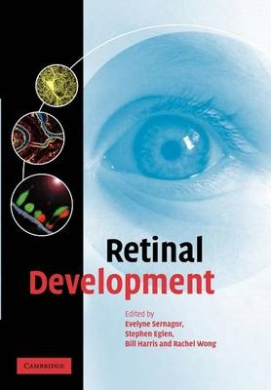 Retinal
Development
Edited by
Evelyne Sernagor,
Stephen Eglen,
Bill Harris and Rachel Wong
CAMBRIDGE